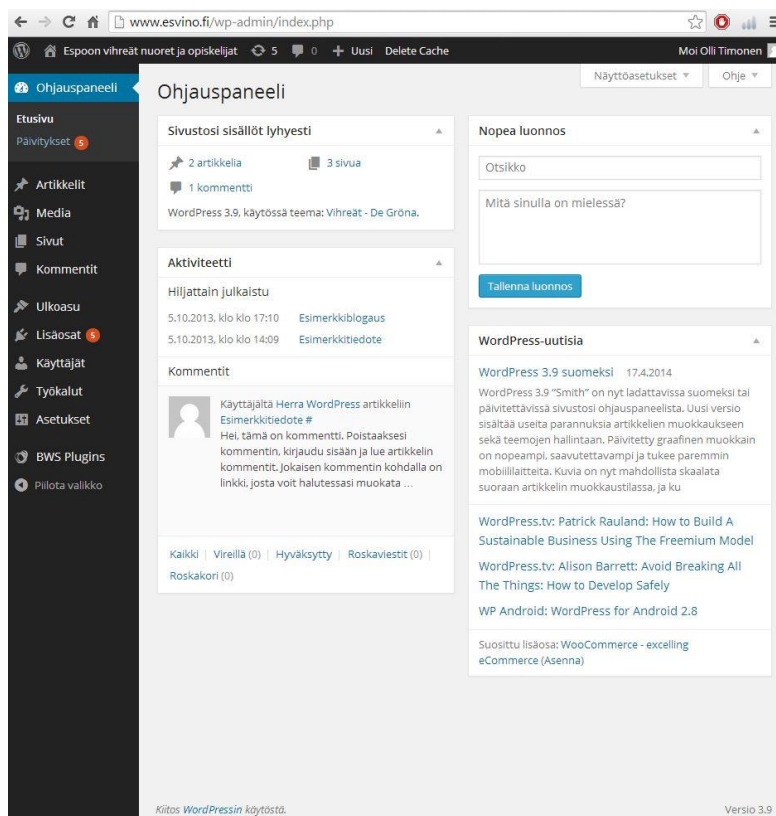 www.esvino.fi/wp-admin/index.php
Espoon vihreät nuoret ja opiskelijat 5 0 Uusi Delete Cache Moi Olli Timonen
Näyttöasetukset Ohje
Ohjauspaneeli
Etusivu
Päivitykset 5
Artikkelit
Media
Sivut
Kommentit
Ulkoasu
Lisäosat 5
Käyttäjät
Työkalut
Asetukset
BWS Plugins
Piilota valikko
Ohjauspaneeli
Sivustosi sisällöt lyhyesti
2 artikkelia 3 sivua
1 kommentti
WordPress 3.9, käytössä teema: Vihreät - De Gröna.
Aktiviteetti
Hiljattain julkaistu
5.10.2013, klo klo 17:10 Esimerkkiblogaus
5.10.2013, klo klo 14:09 Esimerkkitiedote
Kommentit
Käyttäjältä Herra WordPress artikkeliin
Esimerkkitiedote #
Hei, tämä on kommentti. Poistaaksesi
kommentin, kirjaudu sisään ja lue artikkelin
kommentit. Jokaisen kommentin kohdalla on
linkki, josta voit halutessasi muokata …
Kaikki | Vireillä (0) | Hyväksytty | Roskaviestit (0) |
Roskakori (0)
Nopea luonnos
Otsikko
Mitä sinulla on mielessä?
Tallenna luonnos
WordPress-uutisia
WordPress 3.9 suomeksi 17.4.2014
WordPress 3.9 "Smith" on nyt ladattavissa suomeksi tai
päivitettävissä sivustosi ohjauspaneelista. Uusi versio
sisältää useita parannuksia artikkelien muokkaukseen
sekä teemojen hallintaan. Päivitetty graafinen muokkain
on nopeampi, saavutettavampi ja tukee paremmin
mobiililaitteita. Kuvia on nyt mahdollista skaalata
suoraan artikkelin muokkaustilassa, ja ku
WordPress.tv: Patrick Rauland: How to Build A
Sustainable Business Using The Freemium Model
WordPress.tv: Alison Barrett: Avoid Breaking All
The Things: How to Develop Safely
WP Android: WordPress for Android 2.8
Suosittu lisäosa: WooCommerce - excelling
eCommerce (Asenna)
Kiitos WordPressin käytöstä. Versio 3.9